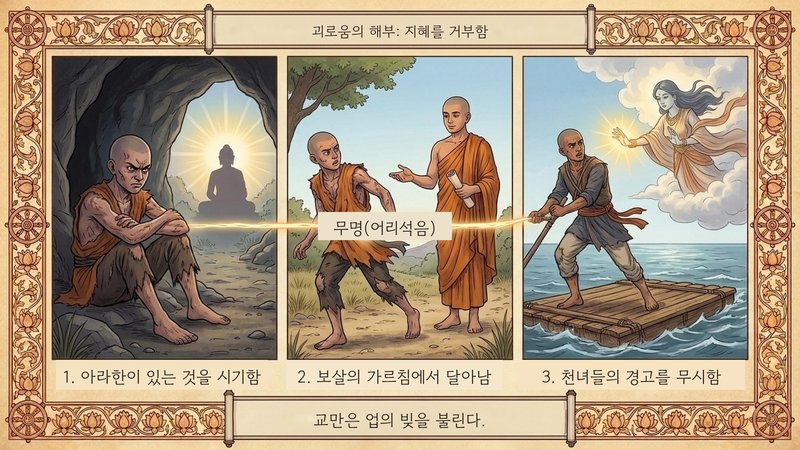 괴로움의 해부: 지혜를 거부함
무명(어리석음)
1. 아라한이 있는 것을 시기함
2. 보살의 가르침에서 달아남
3. 천녀들의 경고를 무시함
교만은 업의 빚을 불린다.